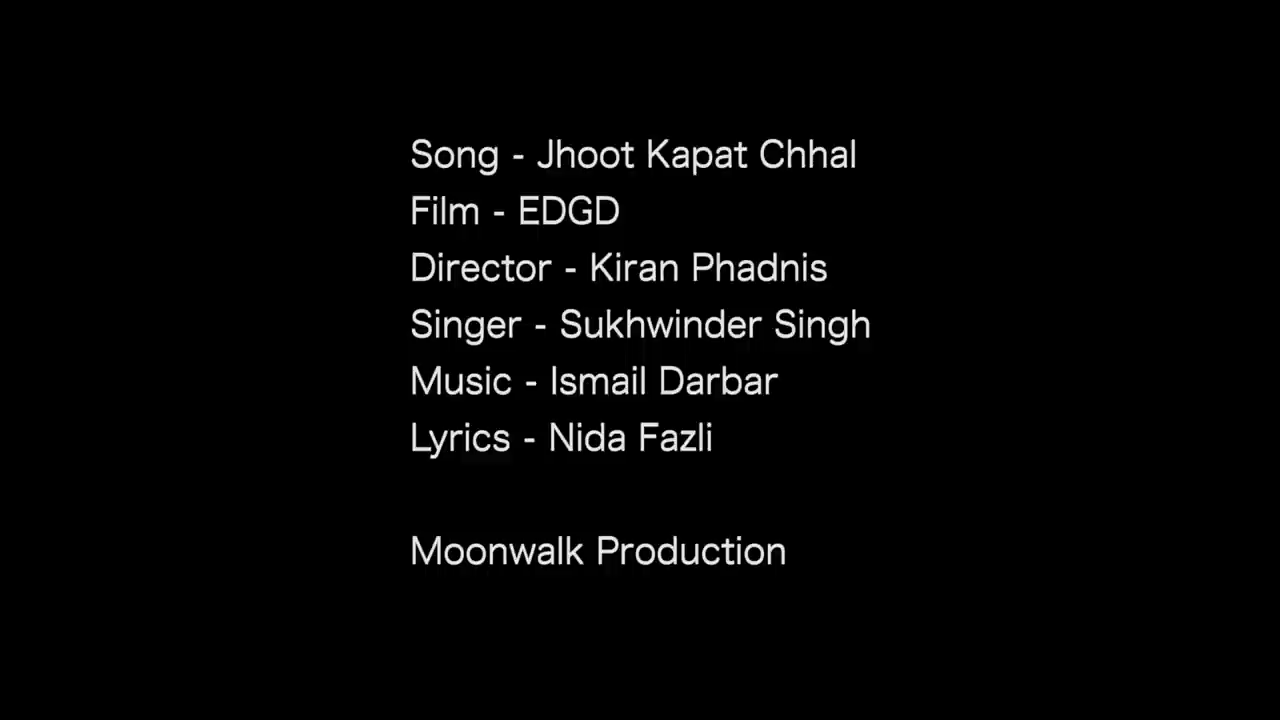 Song - Jhoot Kapat Chhal
Film - EDGD
Director - Kiran Phadnis
Singer - Sukhwinder Singh
Music - Ismail Darbar
Lyrics - Nida Fazli
Moonwalk Production